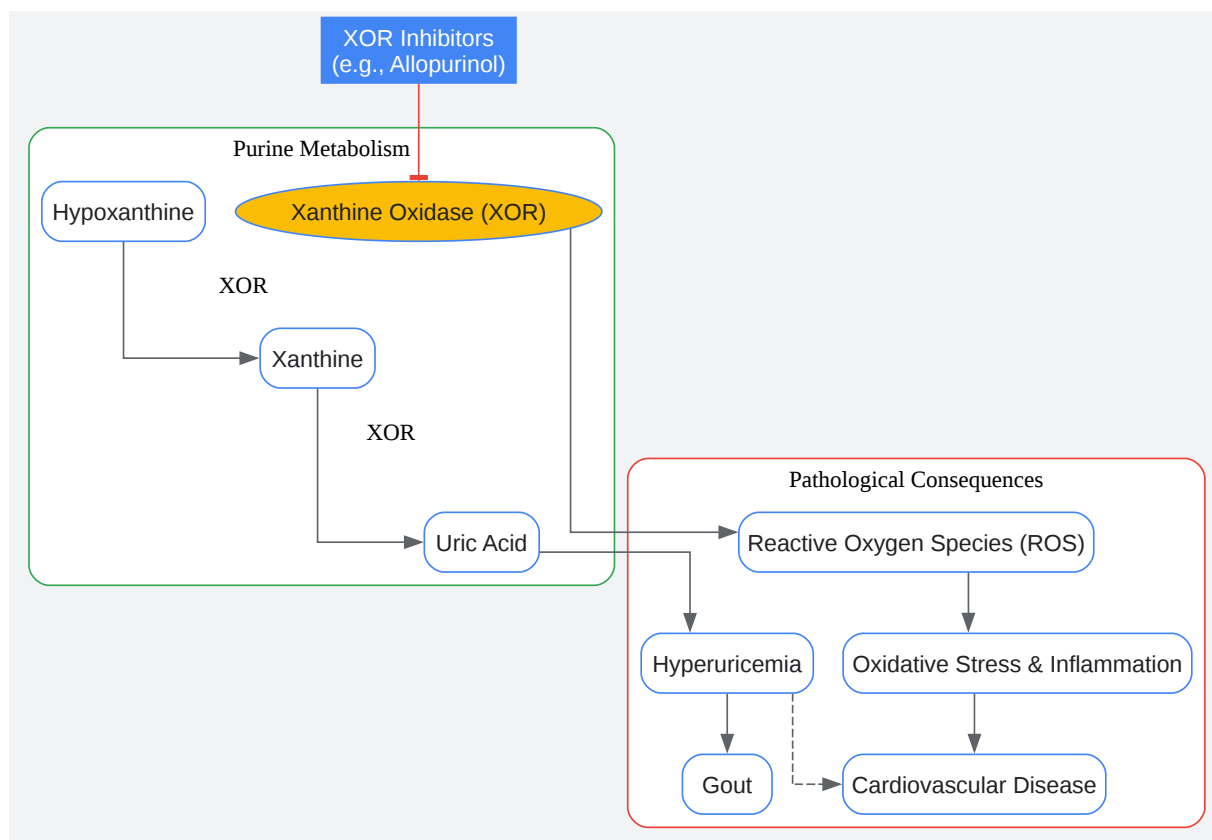 XOR Inhibitors
(e.g., Allopurinol)
Purine Metabolism
Hypoxanthine
Xanthine Oxidase (XOR)
XOR
Xanthine
XOR
Uric Acid
Pathological Consequences
Reactive Oxygen Species (ROS)
Hyperuricemia
Oxidative Stress & Inflammation
Gout
Cardiovascular Disease